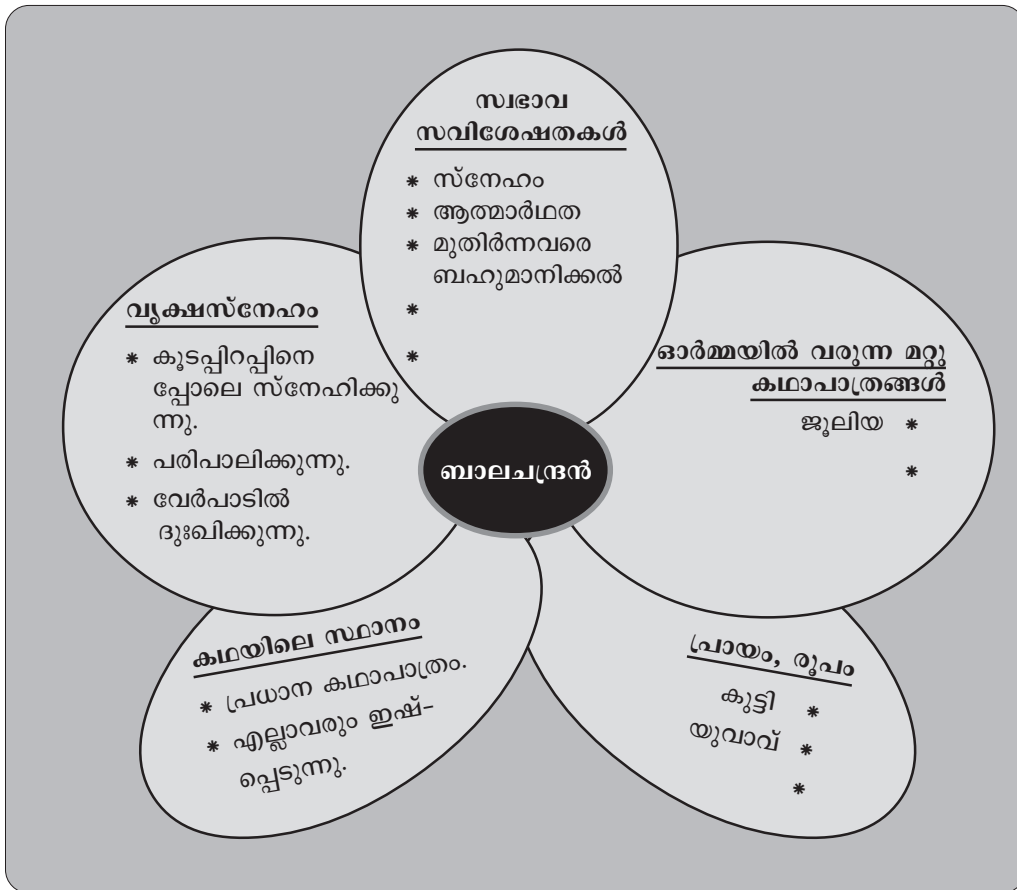 സ്വഭാവ
സവിശേഷതകൾ
* സ്നേഹം
* ആത്മാർഥത
* മുതിർന്നവരെ
ബഹുമാനിക്കൽ
*
*
വൃക്ഷസ്നേഹം
* കൂടപ്പിറപ്പിനെ
പ്പോലെ സ്നേഹിക്കു
ന്നു.
* പരിപാലിക്കുന്നു.
* വേർപാടിൽ
ദുഃഖിക്കുന്നു.
ഓർമ്മയിൽ വരുന്ന മറ്റു
കഥാപാത്രങ്ങൾ
ജൂലിയ *
*
ബാലചന്ദ്രൻ
കഥയിലെ സ്ഥാനം
* പ്രധാന കഥാപാത്രം.
* എല്ലാവരും ഇഷ്-
പ്പെടുന്നു.
പ്രായം, രൂപം
കുട്ടി *
യുവാവ് *
*